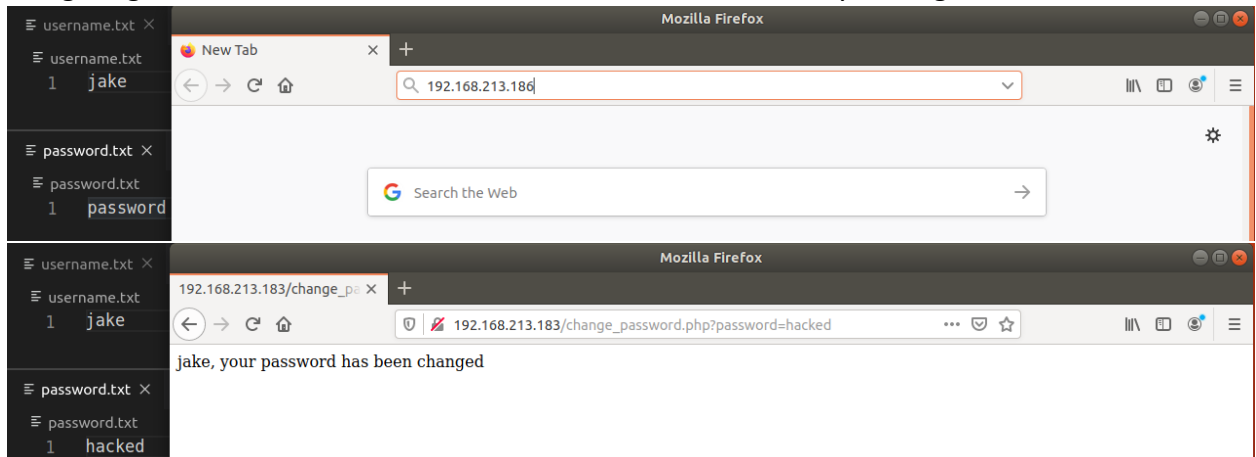 username.txt
Mozilla Firefox
username.txt
New Tab
1 jake
192.168.213.186
password.txt
password.txt
Search the Web
1 password
username.txt
Mozilla Firefox
username.txt
192.168.213.183/change_pa
1 jake
192.168.213.183/change_password.php?password=hacked
jake, your password has been changed
password.txt
password.txt
1 hacked